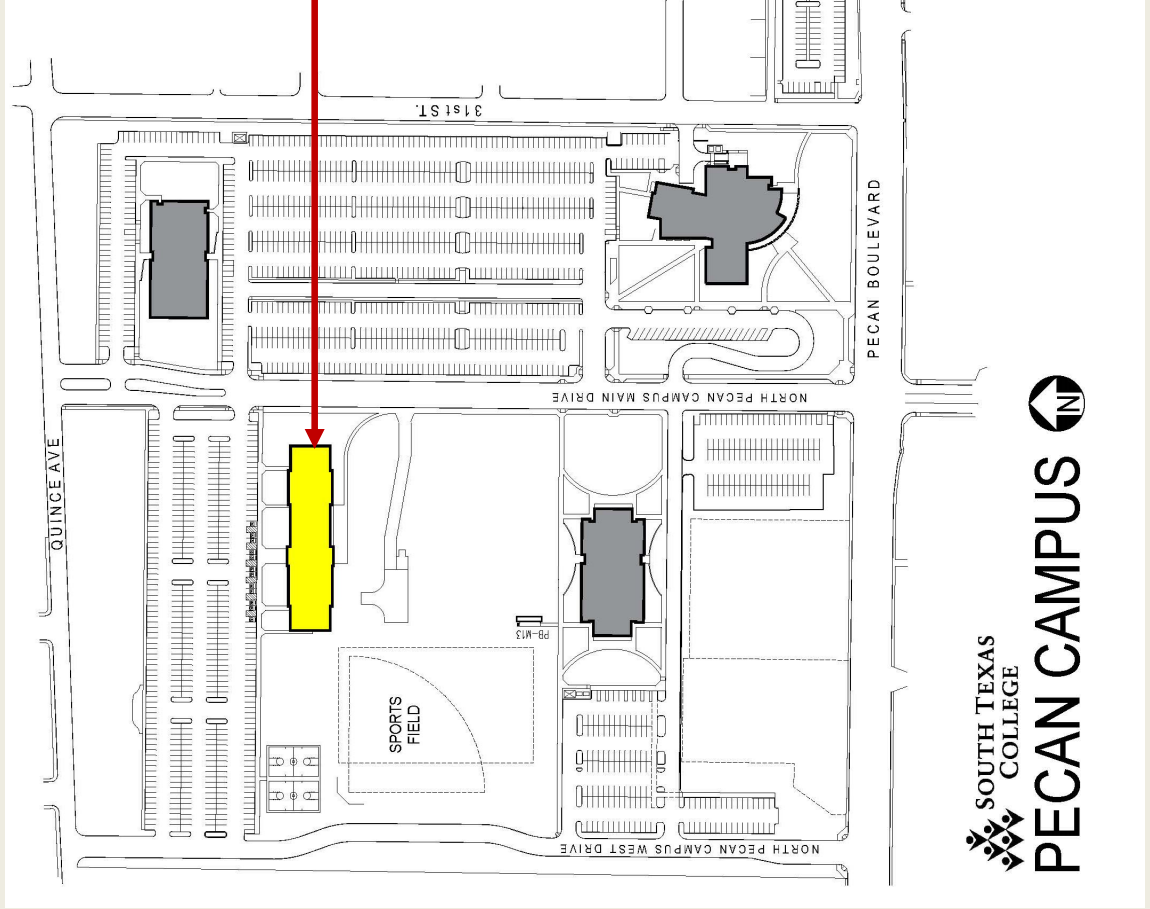 31st ST.
PECAN BOULEVARD
NORTH PECAN CAMPUS MAIN DRIVE
QUINCE AVE
PB-M13
SPORTS
FIELD
NORTH PECAN CAMPUS WEST DRIVE
SOUTH TEXAS
COLLEGE
PECAN CAMPUS
N